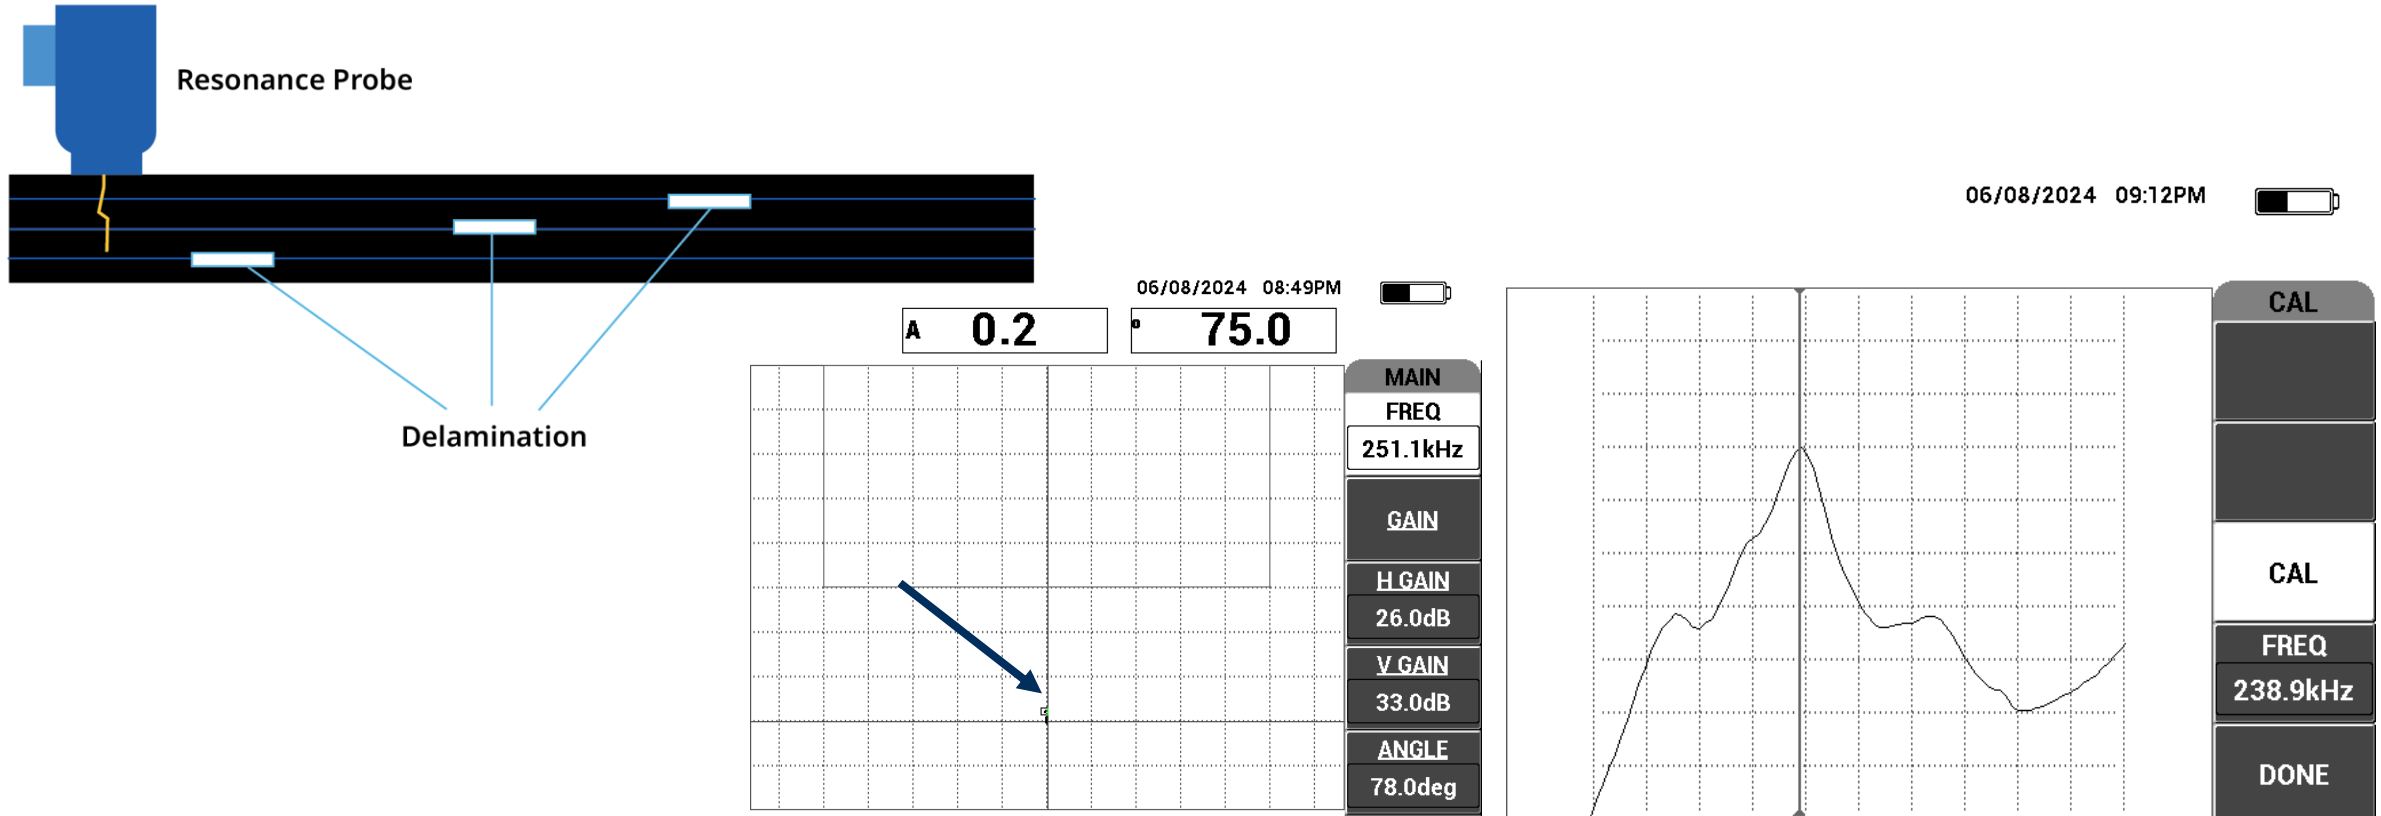 Resonance Probe
Delamination
06/08/2024 08:49PM
A 0.2
° 75.0
MAIN
FREQ
251.1kHz
GAIN
H GAIN
26.0dB
V GAIN
33.0dB
ANGLE
78.0deg
06/08/2024 09:12PM
CAL
CAL
FREQ
238.9kHz
DONE